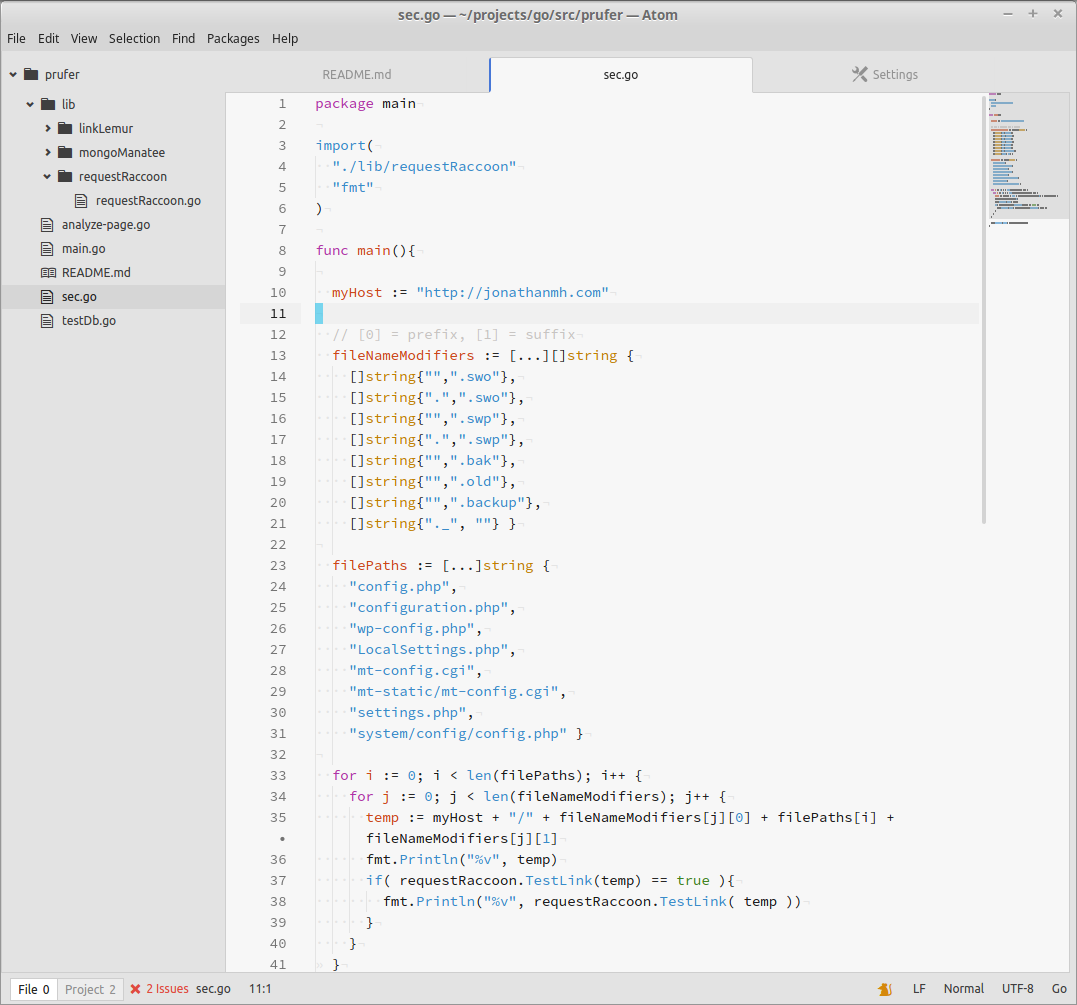 sec.go — ~/projects/go/src/prufer — Atom
File Edit View Selection Find Packages Help
prufer
lib
linkLemur
mongoManatee
requestRaccoon
requestRaccoon.go
analyze-page.go
main.go
README.md
sec.go
testDb.go
README.md sec.go Settings
1 package main
2
3 import(
4 "./lib/requestRaccoon"
5 "fmt"
6 )
7
8 func main(){
9
10 myHost := "http://jonathanmh.com"
11
12 // [0] = prefix, [1] = suffix
13 fileNameModifiers := [...][]string {
14 []string{"",".swo"},
15 []string{".",".swo"},
16 []string{"",".swp"},
17 []string{".",".swp"},
18 []string{"",".bak"},
19 []string{"",".old"},
20 []string{"",".backup"},
21 []string{"._", ""} }
22
23 filePaths := [...]string {
24 "config.php",
25 "configuration.php",
26 "wp-config.php",
27 "LocalSettings.php",
28 "mt-config.cgi",
29 "mt-static/mt-config.cgi",
30 "settings.php",
31 "system/config/config.php" }
32
33 for i := 0; i < len(filePaths); i++ {
34 for j := 0; j < len(fileNameModifiers); j++ {
35 temp := myHost + "/" + fileNameModifiers[j][0] + filePaths[i] +
• fileNameModifiers[j][1]
36 fmt.Println("%v", temp)
37 if( requestRaccoon.TestLink(temp) == true ){
38 fmt.Println("%v", requestRaccoon.TestLink( temp ))
39 }
40 }
41 }
File 0 Project 2 2 Issues sec.go 11:1 LF Normal UTF-8 Go